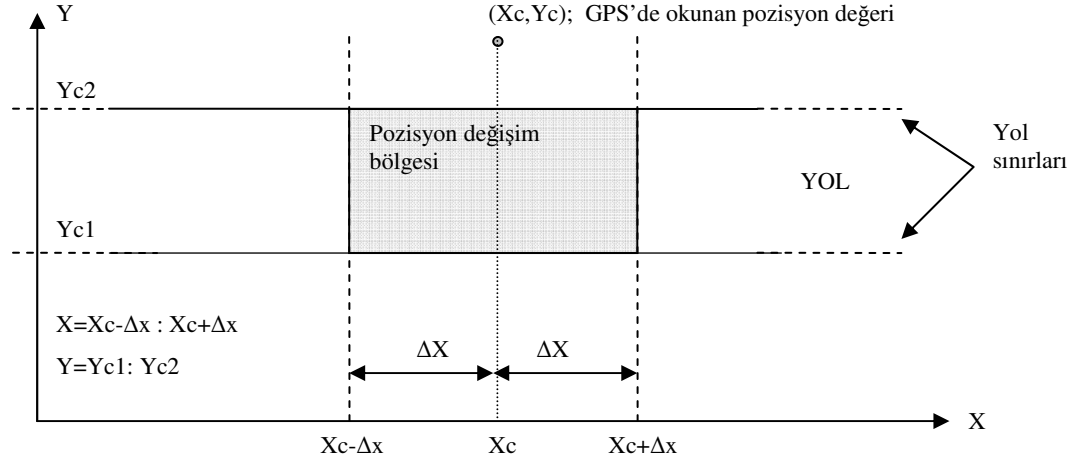 Y
(Xc,Yc); GPS’de okunan pozisyon değeri
Yc2
Pozisyon değişim
bölgesi
Yol
sınırları
YOL
Yc1
X=Xc-Δx : Xc+Δx
Y=Yc1: Yc2
ΔX
ΔX
X
Xc-Δx
Xc
Xc+Δx